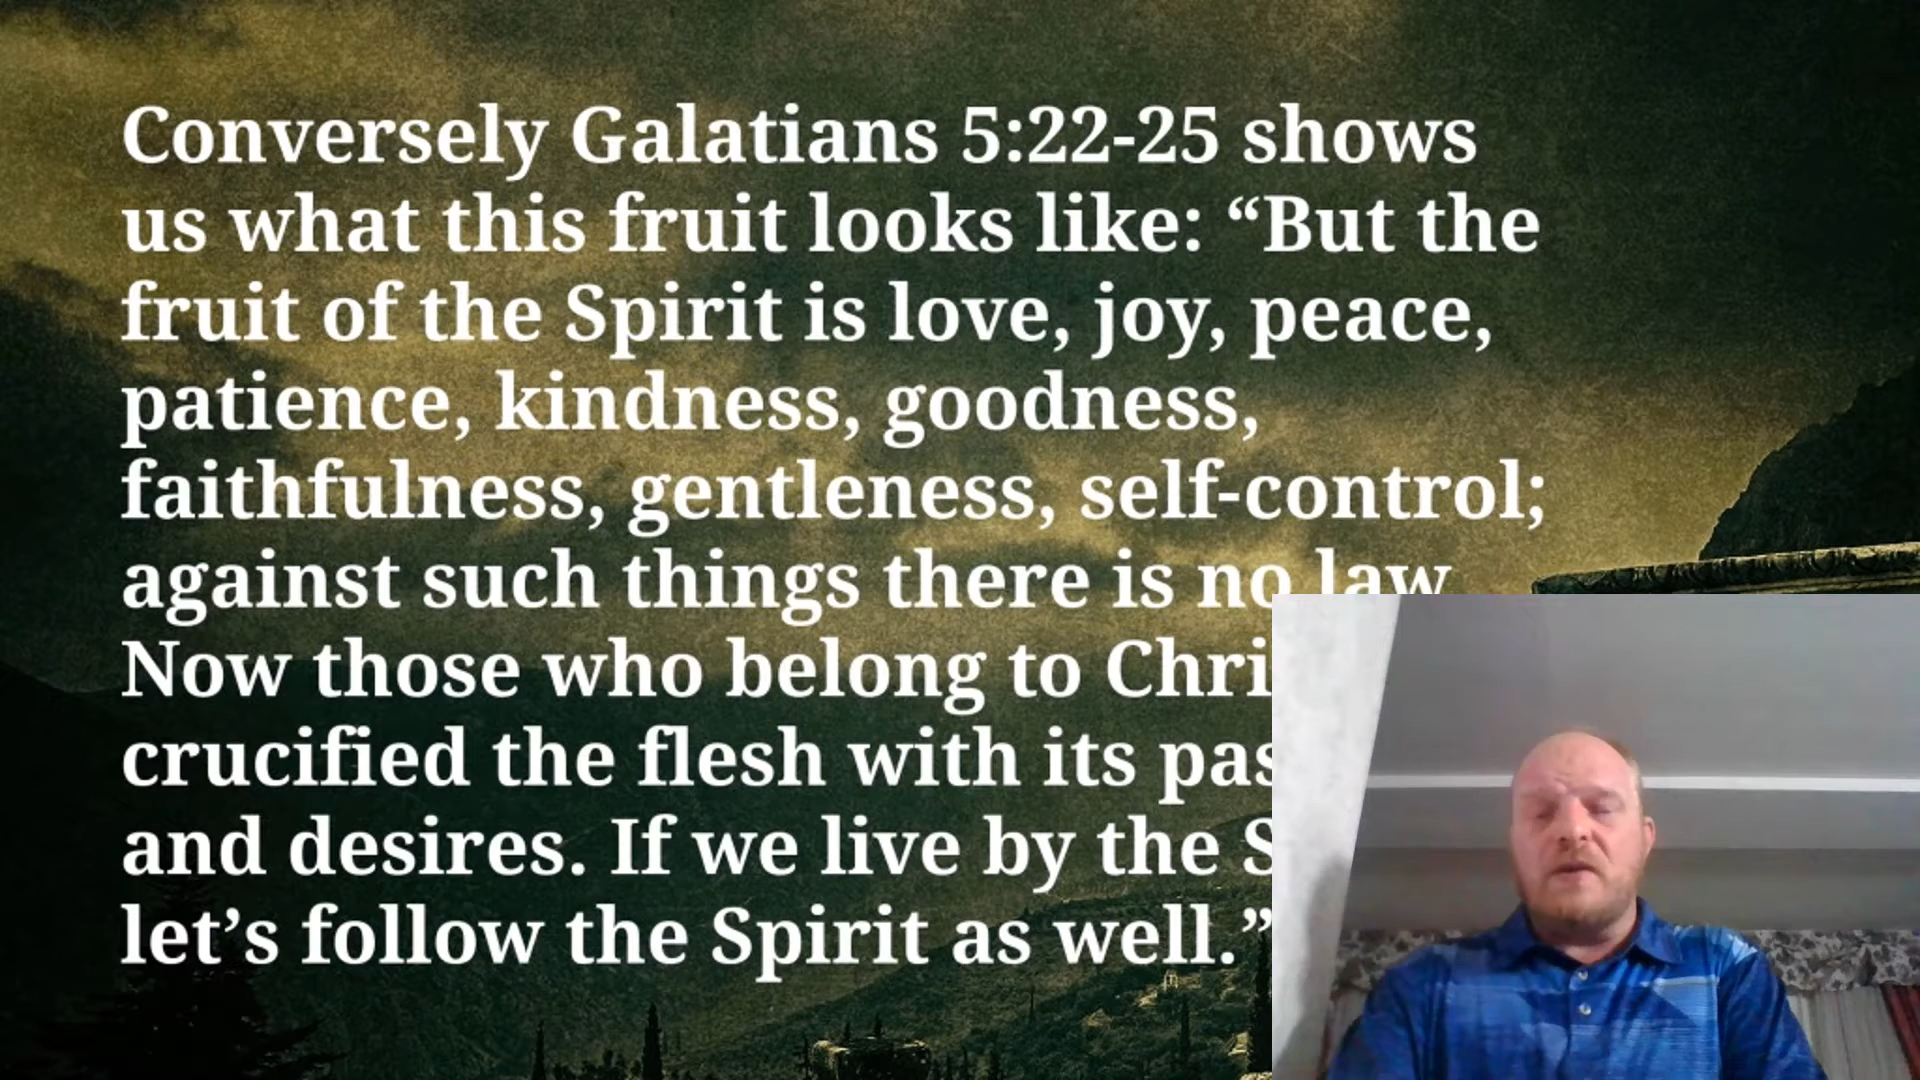 Conversely Galatians 5:22-25 shows
us what this fruit looks like: “But the
fruit of the Spirit is love, joy, peace,
patience, kindness, goodness,
faithfulness, gentleness, self-control;
against such things there is no law
Now those who belong to
crucified the flesh with its
and desires. If we live by the
let’s follow the Spirit as well.”